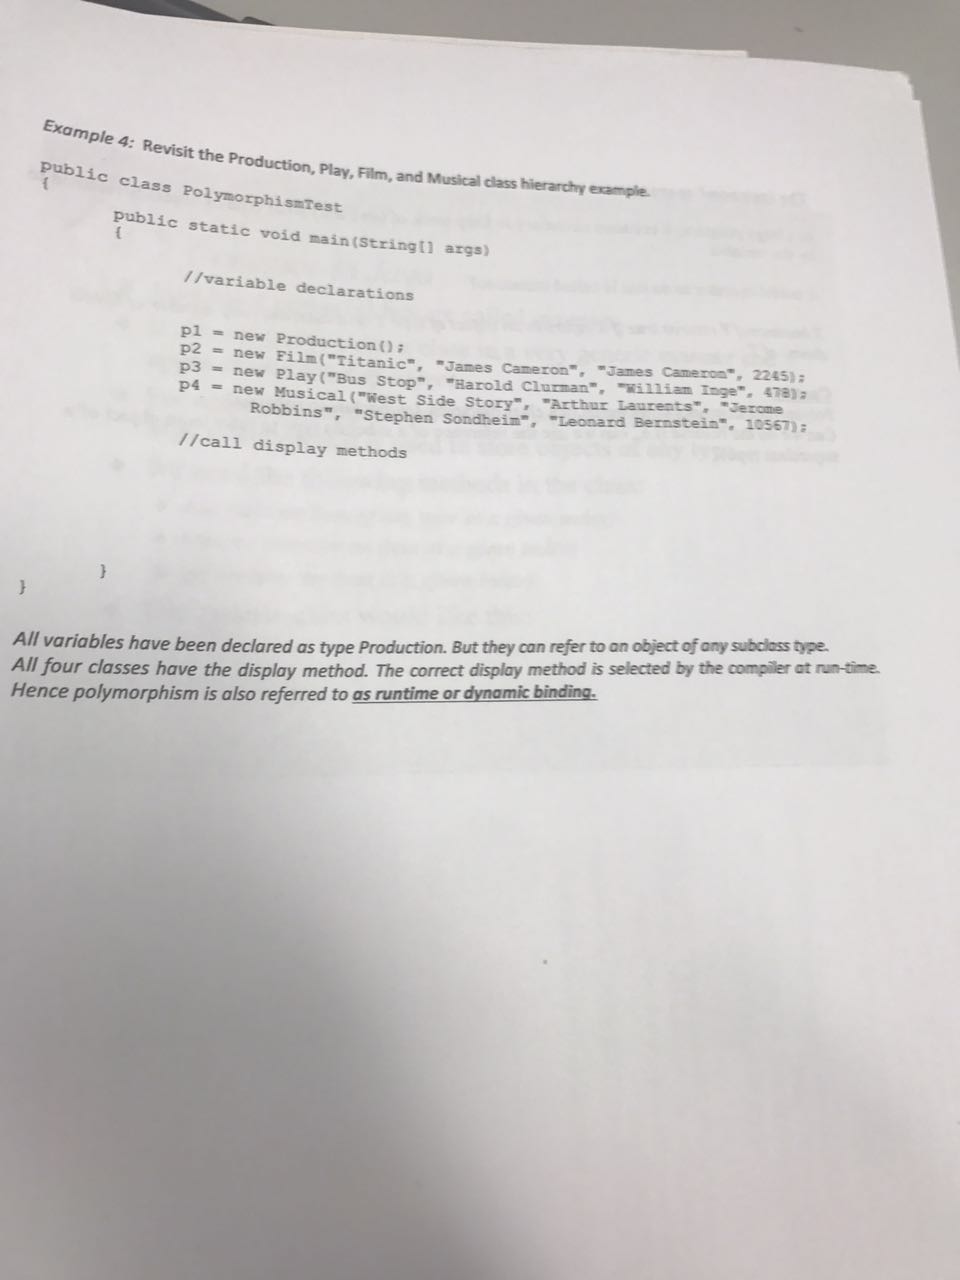 Example 4: Revisit the Production, Play, Film, and Musical class hierarchy example.
public class PolymorphismTest
{
public static void main(String[] args)
{
//variable declarations
p1 = new Production();
p2 = new Film("Titanic", "James Cameron", "James Cameron", 2245);
p3 = new Play("Bus Stop", "Harold Clurman", "William Inge", 478);
p4 = new Musical("West Side Story", "Arthur Laurents", "Jerome
Robbins", "Stephen Sondheim", "Leonard Bernstein", 10567);
//call display methods
}
}
All variables have been declared as type Production. But they can refer to an object of any subclass type.
All four classes have the display method. The correct display method is selected by the compiler at run-time.
Hence polymorphism is also referred to as runtime or dynamic binding.